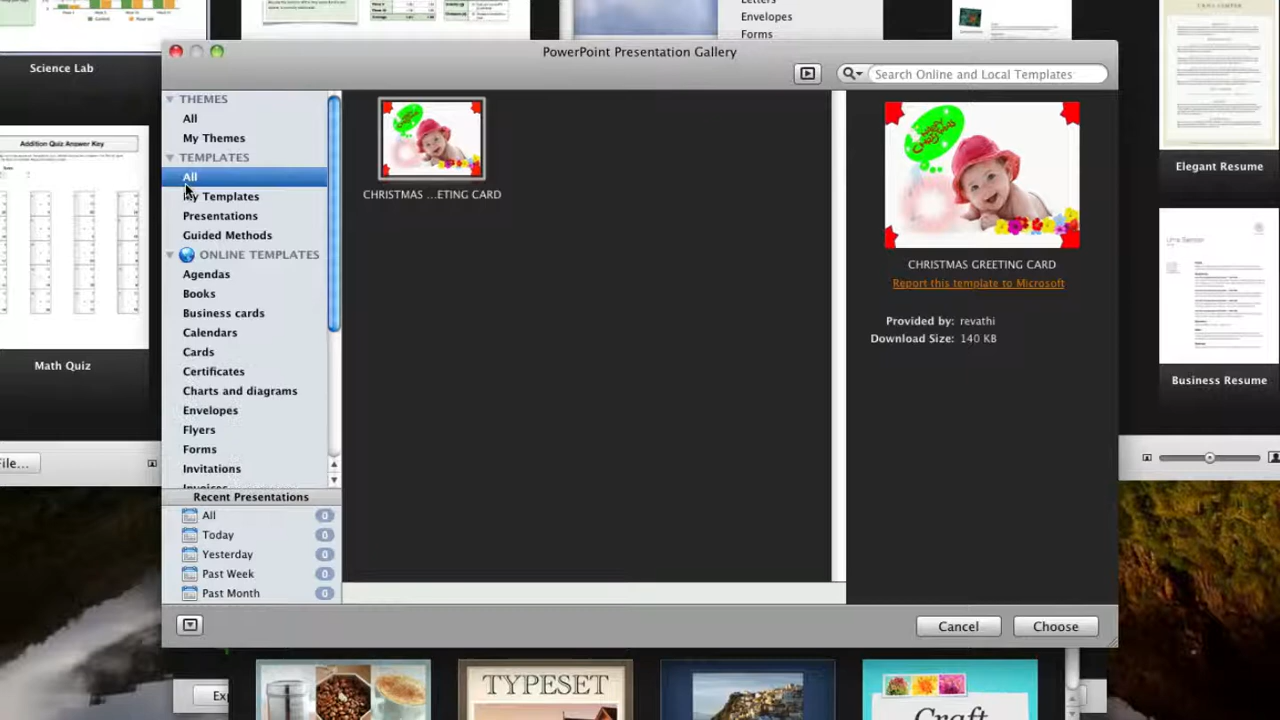 Letters
Envelopes
Forms
Science Lab
PowerPoint Presentation Gallery
Search Online and Local Templates
THEMES
All
My Themes
TEMPLATES
All
y Templates
Presentations
Guided Methods
ONLINE TEMPLATES
Agendas
Books
Business cards
Calendars
Cards
Certificates
Charts and diagrams
Envelopes
Flyers
Forms
Invitations
Invoices
Recent Presentations
All 0
Today 0
Yesterday 0
Past Week 0
Past Month 0
CHRISTMAS ...ETING CARD
CHRISTMAS GREETING CARD
Report this template to Microsoft
Provided by: revathi
Download Size: 140 KB
Cancel
Choose
Addition Quiz Answer Key
Math Quiz
File...
Elegant Resume
Business Resume
TYPESET
Craft